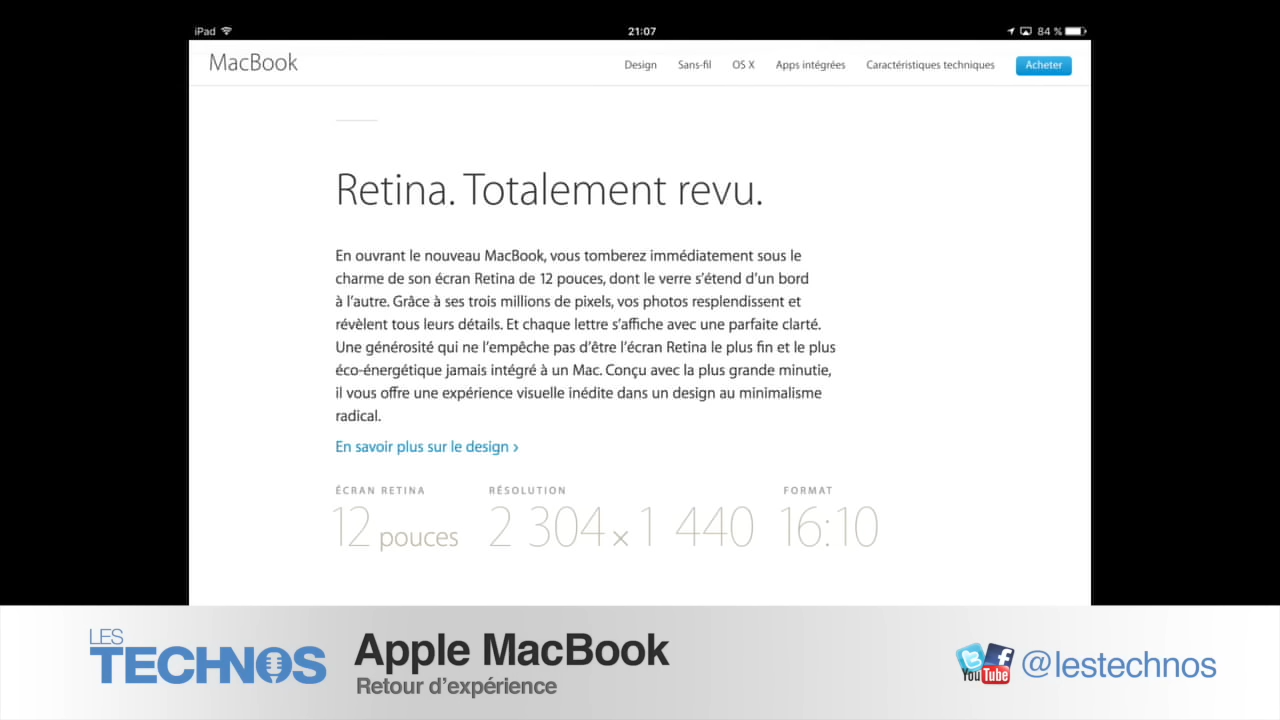 iPad 21:07 84 %
MacBook Design Sans-fil OS X Apps intégrées Caractéristiques techniques Acheter
Retina. Totalement revu.
En ouvrant le nouveau MacBook, vous tomberez immédiatement sous le
charme de son écran Retina de 12 pouces, dont le verre s’étend d’un bord
à l’autre. Grâce à ses trois millions de pixels, vos photos resplendissent et
révèlent tous leurs détails. Et chaque lettre s’affiche avec une parfaite clarté.
Une générosité qui ne l’empêche pas d’être l’écran Retina le plus fin et le plus
éco-énergétique jamais intégré à un Mac. Conçu avec la plus grande minutie,
il vous offre une expérience visuelle inédite dans un design au minimalisme
radical.
En savoir plus sur le design ›
ÉCRAN RETINA RÉSOLUTION FORMAT
12 pouces 2 304 × 1 440 16:10
LES
TECHNOS
Apple MacBook
Retour d’expérience
YouTube
@lestechnos